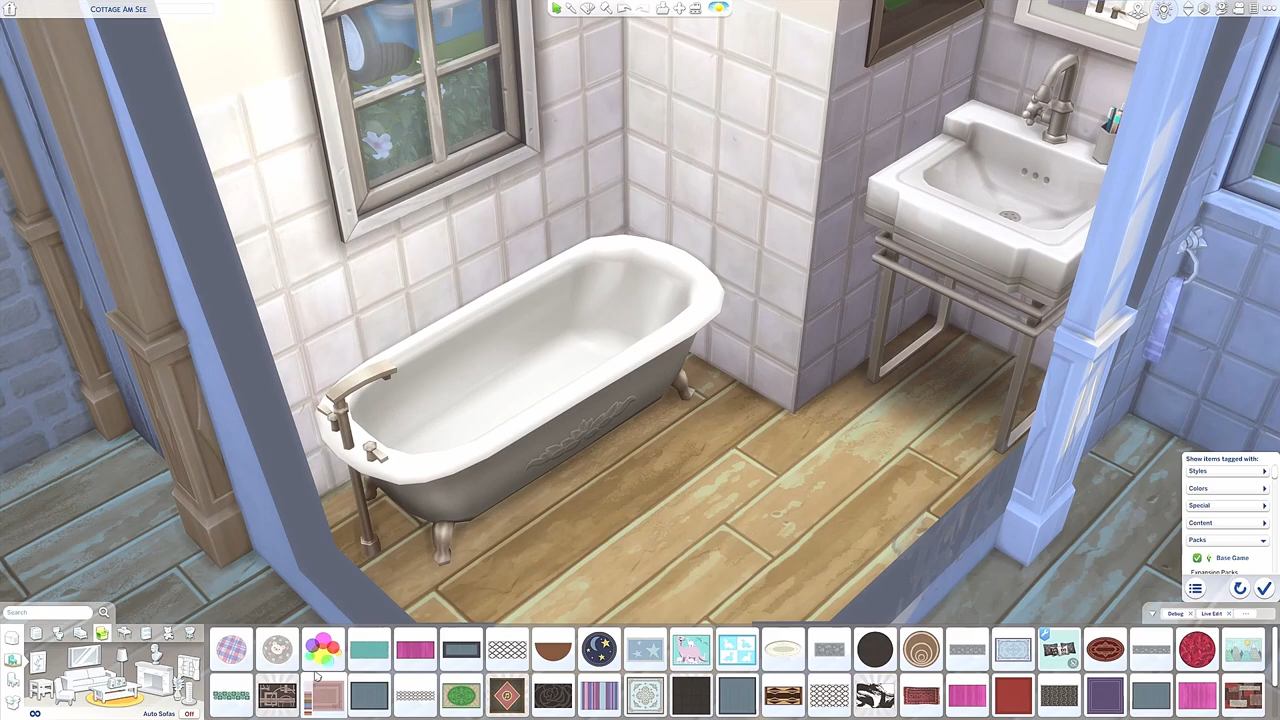 COTTAGE AM SEE
Show items tagged with:
Styles
Colors
Special
Content
Packs
Base Game
Expansion Packs
Search
Debug
Live Edit
Auto Sofas
Off